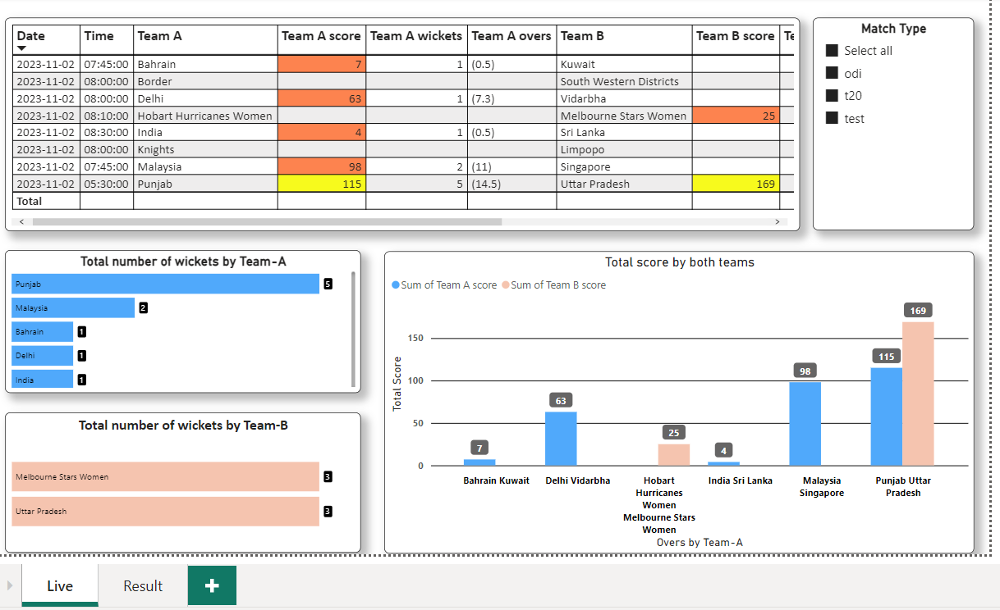 Date Time Team A Team A score Team A wickets Team A overs Team B Team B score Te
2023-11-02 07:45:00 Bahrain 7 1 (0.5) Kuwait
2023-11-02 08:00:00 Border South Western Districts
2023-11-02 08:00:00 Delhi 63 1 (7.3) Vidarbha
2023-11-02 08:10:00 Hobart Hurricanes Women Melbourne Stars Women 25
2023-11-02 08:30:00 India 4 1 (0.5) Sri Lanka
2023-11-02 08:00:00 Knights Limpopo
2023-11-02 07:45:00 Malaysia 98 2 (11) Singapore
2023-11-02 05:30:00 Punjab 115 5 (14.5) Uttar Pradesh 169
Total
Match Type
Select all
odi
t20
test
Total number of wickets by Team-A
Punjab 5
Malaysia 2
Bahrain 1
Delhi 1
India 1
Total number of wickets by Team-B
Melbourne Stars Women 3
Uttar Pradesh 3
Total score by both teams
Sum of Team A score Sum of Team B score
Total Score
150
100
50
0
7
63
25
4
98
115
169
Bahrain Kuwait
Delhi Vidarbha
Hobart
Hurricanes
Women
Melbourne Stars
Women
India Sri Lanka
Malaysia
Singapore
Punjab Uttar
Pradesh
Overs by Team-A
Live Result +